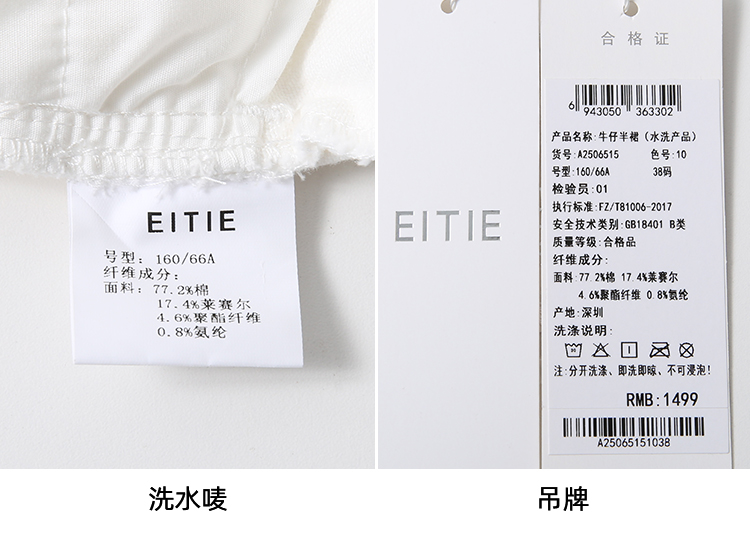 EITIE
号型: 160/66A
纤维成分:
面料: 77.2%棉
17.4%莱赛尔
4.6%聚酯纤维
0.8%氨纶
洗水唛
EITIE
合格证
6 943050 363302
产品名称: 牛仔半裙 (水洗产品)
货号: A2506515 色号: 10
号型: 160/66A 38码
检验员: 01
执行标准: FZ/T81006-2017
安全技术类别: GB18401 B类
质量等级: 合格品
纤维成分:
面料: 77.2%棉 17.4%莱赛尔
4.6%聚酯纤维 0.8%氨纶
产地: 深圳
洗涤说明:
注: 分开洗涤、即洗即晾、不可浸泡!
RMB: 1499
A25065151038
吊牌